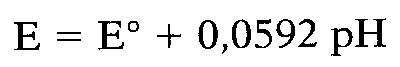 E = E° + 0,0592 pH